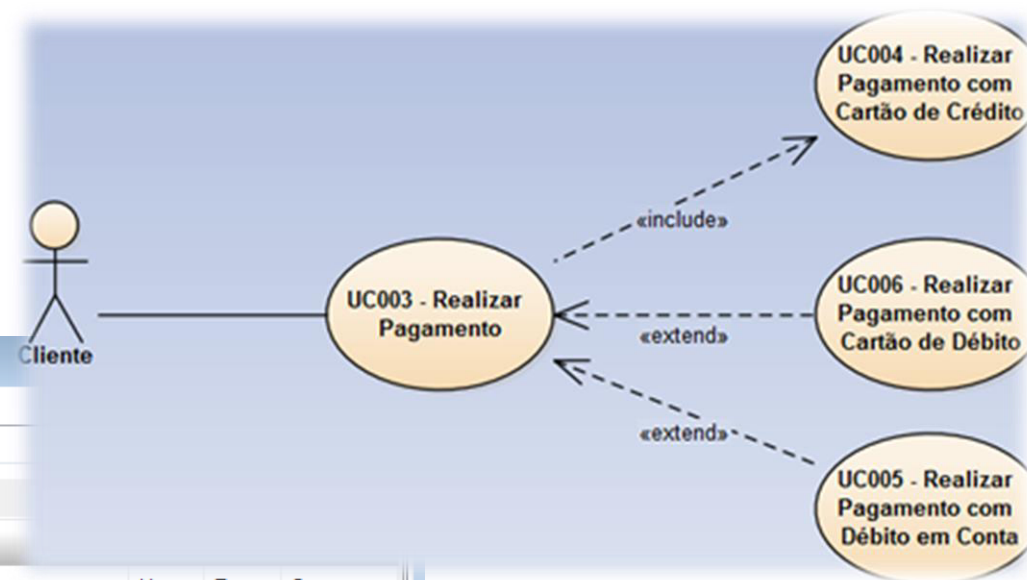 UC004 - Realizar
Pagamento com
Cartão de Crédito
«include»
UC003 - Realizar
Pagamento
UC006 - Realizar
Pagamento com
Cartão de Débito
«extend»
Cliente
«extend»
UC005 - Realizar
Pagamento com
Débito em Conta